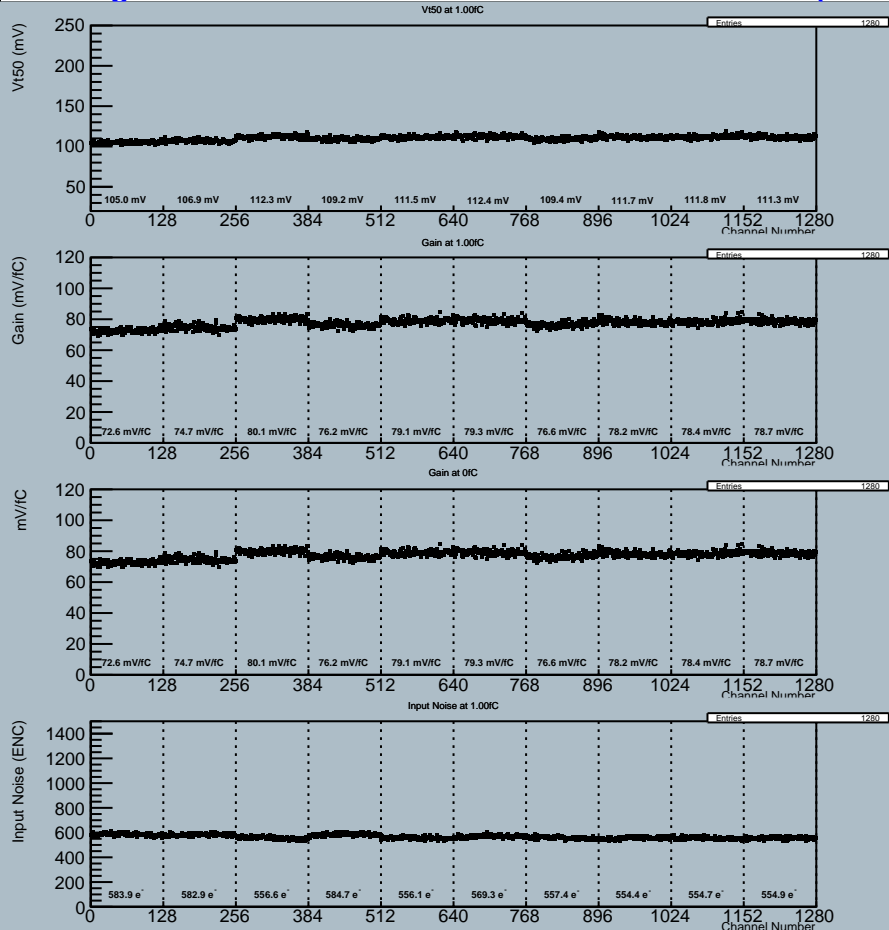 Vt50 at 1.00fC
Entries 1280
Vt50 (mV)
250
200
150
100
50
105.0 mV 106.9 mV 112.3 mV 109.2 mV 111.5 mV 112.4 mV 109.4 mV 111.7 mV 111.8 mV 111.3 mV
0 128 256 384 512 640 768 896 1024 1152 1280
Channel Number
Gain at 1.00fC
Entries 1280
Gain (mV/fC)
120
100
80
60
40
20
0
72.6 mV/fC 74.7 mV/fC 80.1 mV/fC 76.2 mV/fC 79.1 mV/fC 79.3 mV/fC 76.6 mV/fC 78.2 mV/fC 78.4 mV/fC 78.7 mV/fC
0 128 256 384 512 640 768 896 1024 1152 1280
Channel Number
Gain at 0fC
Entries 1280
mV/fC
120
100
80
60
40
20
0
72.6 mV/fC 74.7 mV/fC 80.1 mV/fC 76.2 mV/fC 79.1 mV/fC 79.3 mV/fC 76.6 mV/fC 78.2 mV/fC 78.4 mV/fC 78.7 mV/fC
0 128 256 384 512 640 768 896 1024 1152 1280
Channel Number
Input Noise at 1.00fC
Entries 1280
Input Noise (ENC)
1400
1200
1000
800
600
400
200
0
583.9 e⁻ 582.9 e⁻ 556.6 e⁻ 584.7 e⁻ 556.1 e⁻ 569.3 e⁻ 557.4 e⁻ 554.4 e⁻ 554.7 e⁻ 554.9 e⁻
0 128 256 384 512 640 768 896 1024 1152 1280
Channel Number